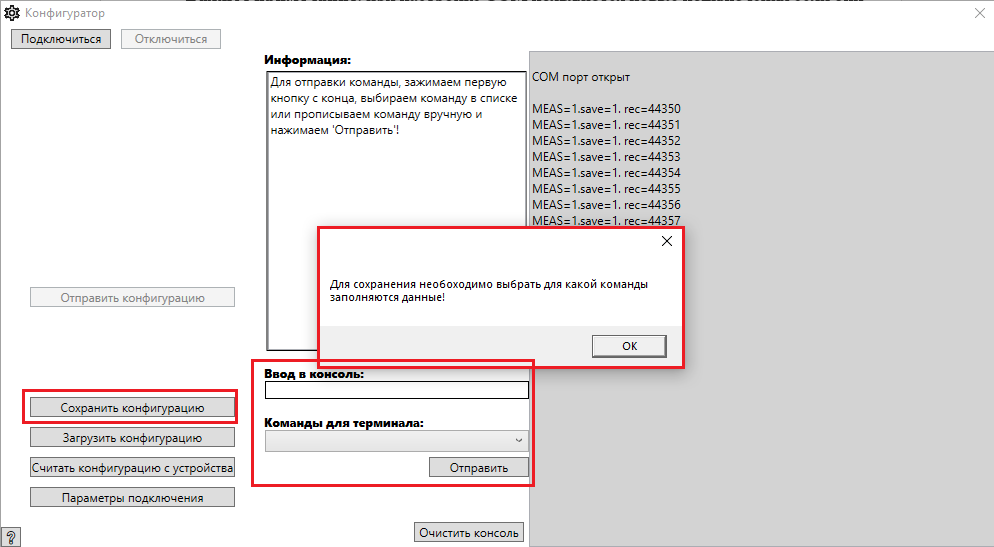 Конфигуратор
Подключиться
Отключиться
Информация:
Для отправки команды, зажимаем первую
кнопку с конца, выбираем команду в списке
или прописываем команду вручную и
нажимаем 'Отправить'!
COM порт открыт
MEAS=1.save=1. rec=44350
MEAS=1.save=1. rec=44351
MEAS=1.save=1. rec=44352
MEAS=1.save=1. rec=44353
MEAS=1.save=1. rec=44354
MEAS=1.save=1. rec=44355
MEAS=1.save=1. rec=44356
MEAS=1.save=1. rec=44357
Для сохранения необоходимо выбрать для какой команды
заполняются данные!
OK
Отправить конфигурацию
Ввод в консоль:
Сохранить конфигурацию
Команды для терминала:
Загрузить конфигурацию
Считать конфигурацию с устройства
Отправить
Параметры подключения
Очистить консоль
?